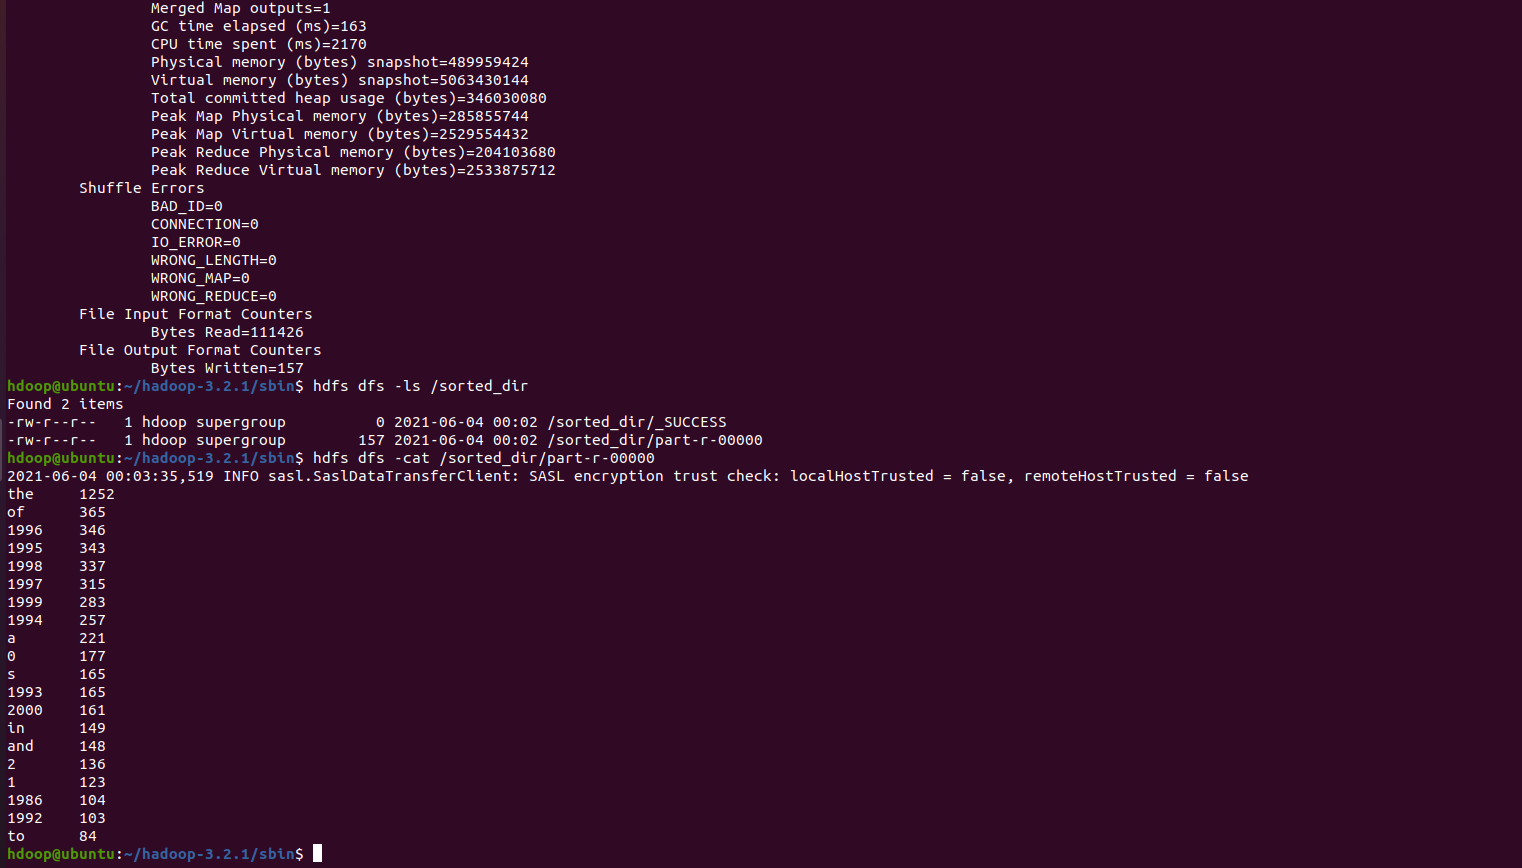 Merged Map outputs=1
GC time elapsed (ms)=163
CPU time spent (ms)=2170
Physical memory (bytes) snapshot=489959424
Virtual memory (bytes) snapshot=5063430144
Total committed heap usage (bytes)=346030080
Peak Map Physical memory (bytes)=285855744
Peak Map Virtual memory (bytes)=2529554432
Peak Reduce Physical memory (bytes)=204103680
Peak Reduce Virtual memory (bytes)=2533875712
Shuffle Errors
BAD_ID=0
CONNECTION=0
IO_ERROR=0
WRONG_LENGTH=0
WRONG_MAP=0
WRONG_REDUCE=0
File Input Format Counters
Bytes Read=111426
File Output Format Counters
Bytes Written=157
hdoop@ubuntu:~/hadoop-3.2.1/sbin$ hdfs dfs -ls /sorted_dir
Found 2 items
-rw-r--r--   1 hdoop supergroup          0 2021-06-04 00:02 /sorted_dir/_SUCCESS
-rw-r--r--   1 hdoop supergroup        157 2021-06-04 00:02 /sorted_dir/part-r-00000
hdoop@ubuntu:~/hadoop-3.2.1/sbin$ hdfs dfs -cat /sorted_dir/part-r-00000
2021-06-04 00:03:35,519 INFO sasl.SaslDataTransferClient: SASL encryption trust check: localHostTrusted = false, remoteHostTrusted = false
the     1252
of      365
1996    346
1995    343
1998    337
1997    315
1999    283
1994    257
a       221
0       177
s       165
1993    165
2000    161
in      149
and     148
2       136
1       123
1986    104
1992    103
to      84
hdoop@ubuntu:~/hadoop-3.2.1/sbin$